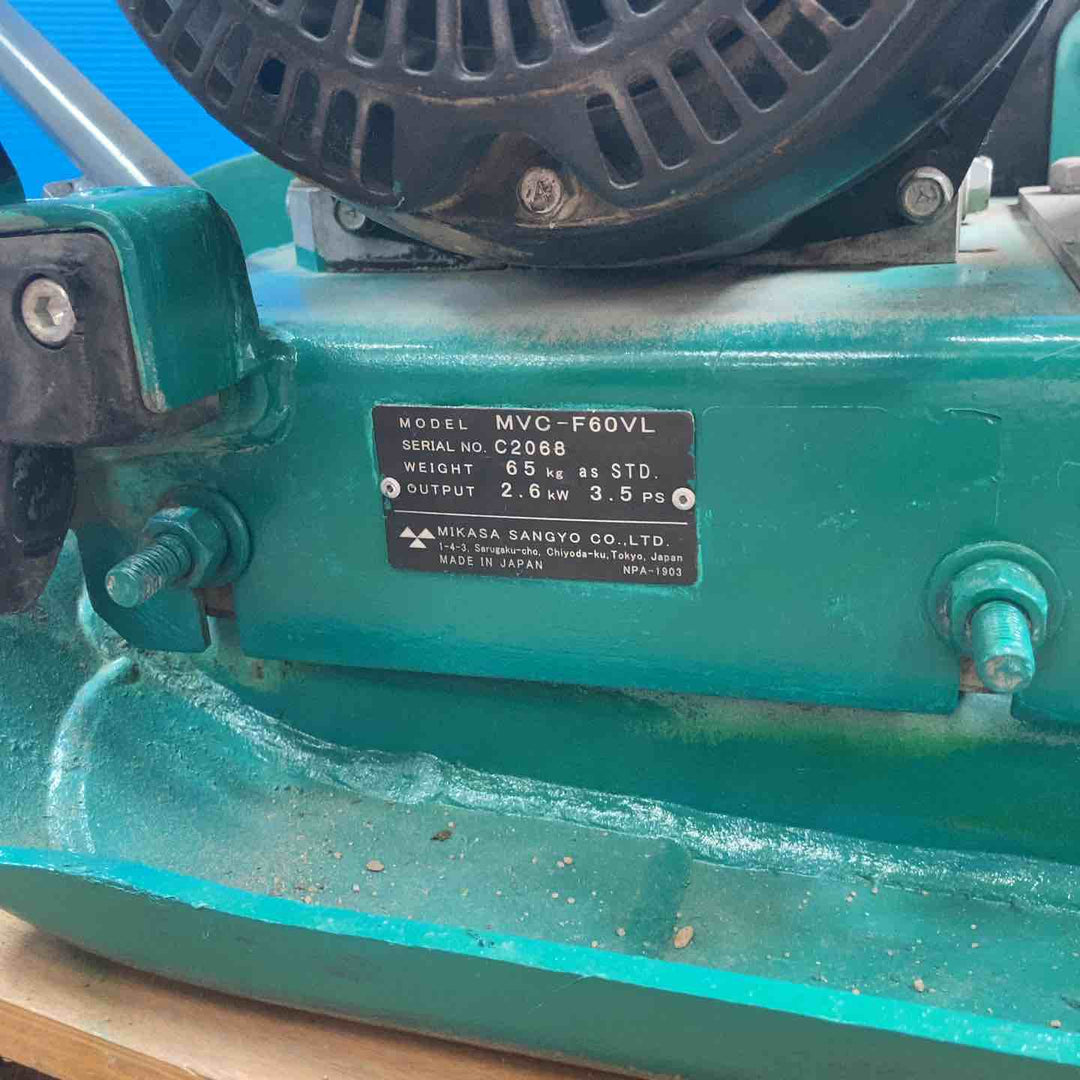 MODEL MVC-F60VL
SERIAL NO. C2068
WEIGHT 65 kg as STD.
OUTPUT 2.6 kW 3.5 PS
MIKASA SANGYO CO.,LTD.
1-4-3, Sarugaku-cho, Chiyoda-ku, Tokyo, Japan
MADE IN JAPAN NPA-1903